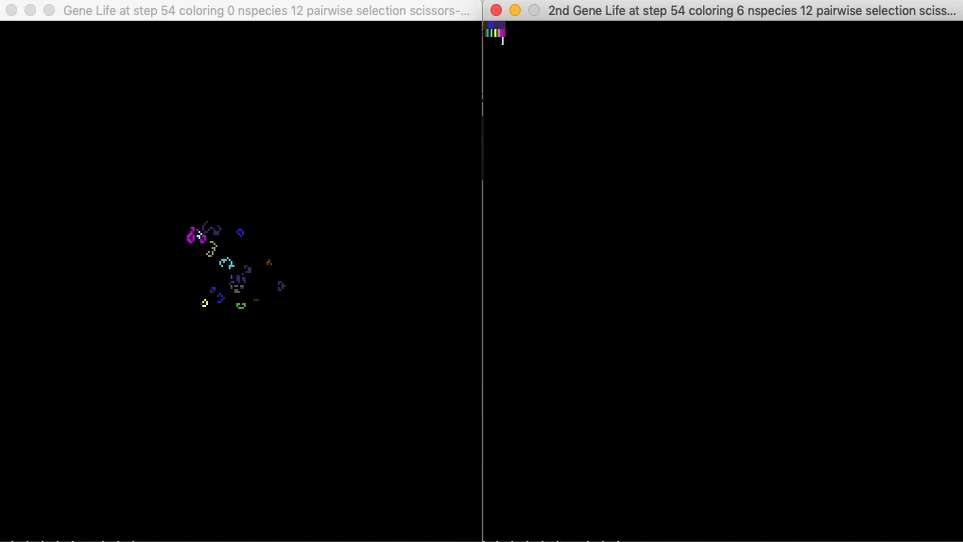 Gene Life at step 54 coloring 0 nspecies 12 pairwise selection scissors-...
2nd Gene Life at step 54 coloring 6 nspecies 12 pairwise selection sciss...